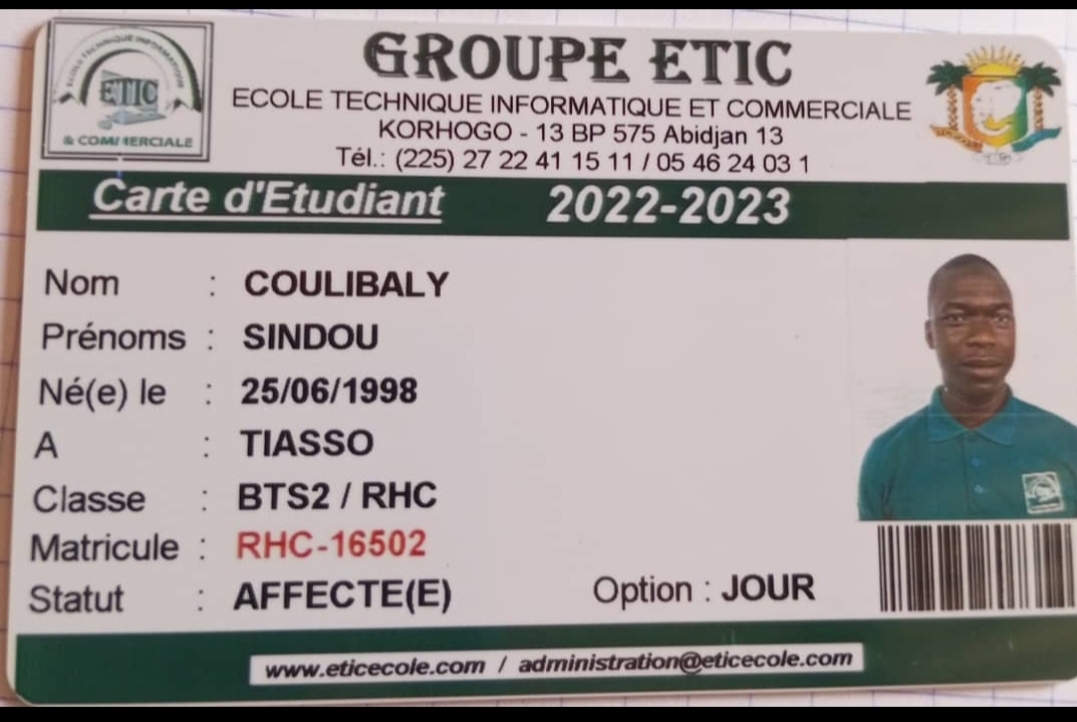 ECOLE TECHNIQUE INFORMATIQUE
ETIC
& COMMERCIALE
GROUPE ETIC
ECOLE TECHNIQUE INFORMATIQUE ET COMMERCIALE
KORHOGO - 13 BP 575 Abidjan 13
Tél.: (225) 27 22 41 15 11 / 05 46 24 03 1
Carte d'Etudiant 2022-2023
Nom : COULIBALY
Prénoms : SINDOU
Né(e) le : 25/06/1998
A : TIASSO
Classe : BTS2 / RHC
Matricule : RHC-16502
Statut : AFFECTE(E) Option : JOUR
www.eticecole.com / administration@eticecole.com